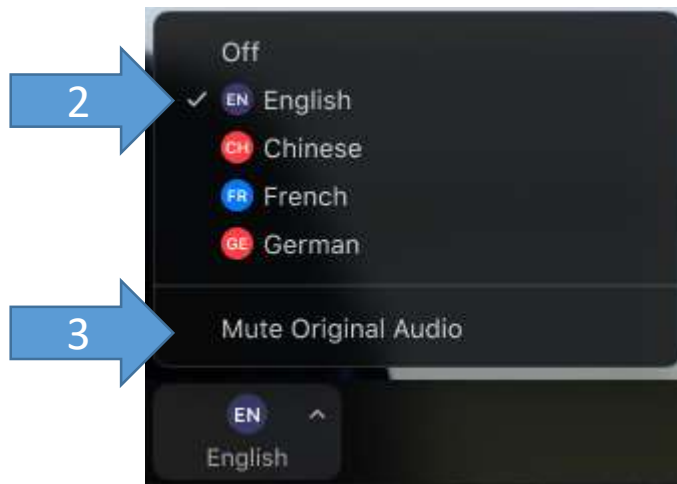 Off
2 EN English
CH Chinese
FR French
GE German
3 Mute Original Audio
EN
English